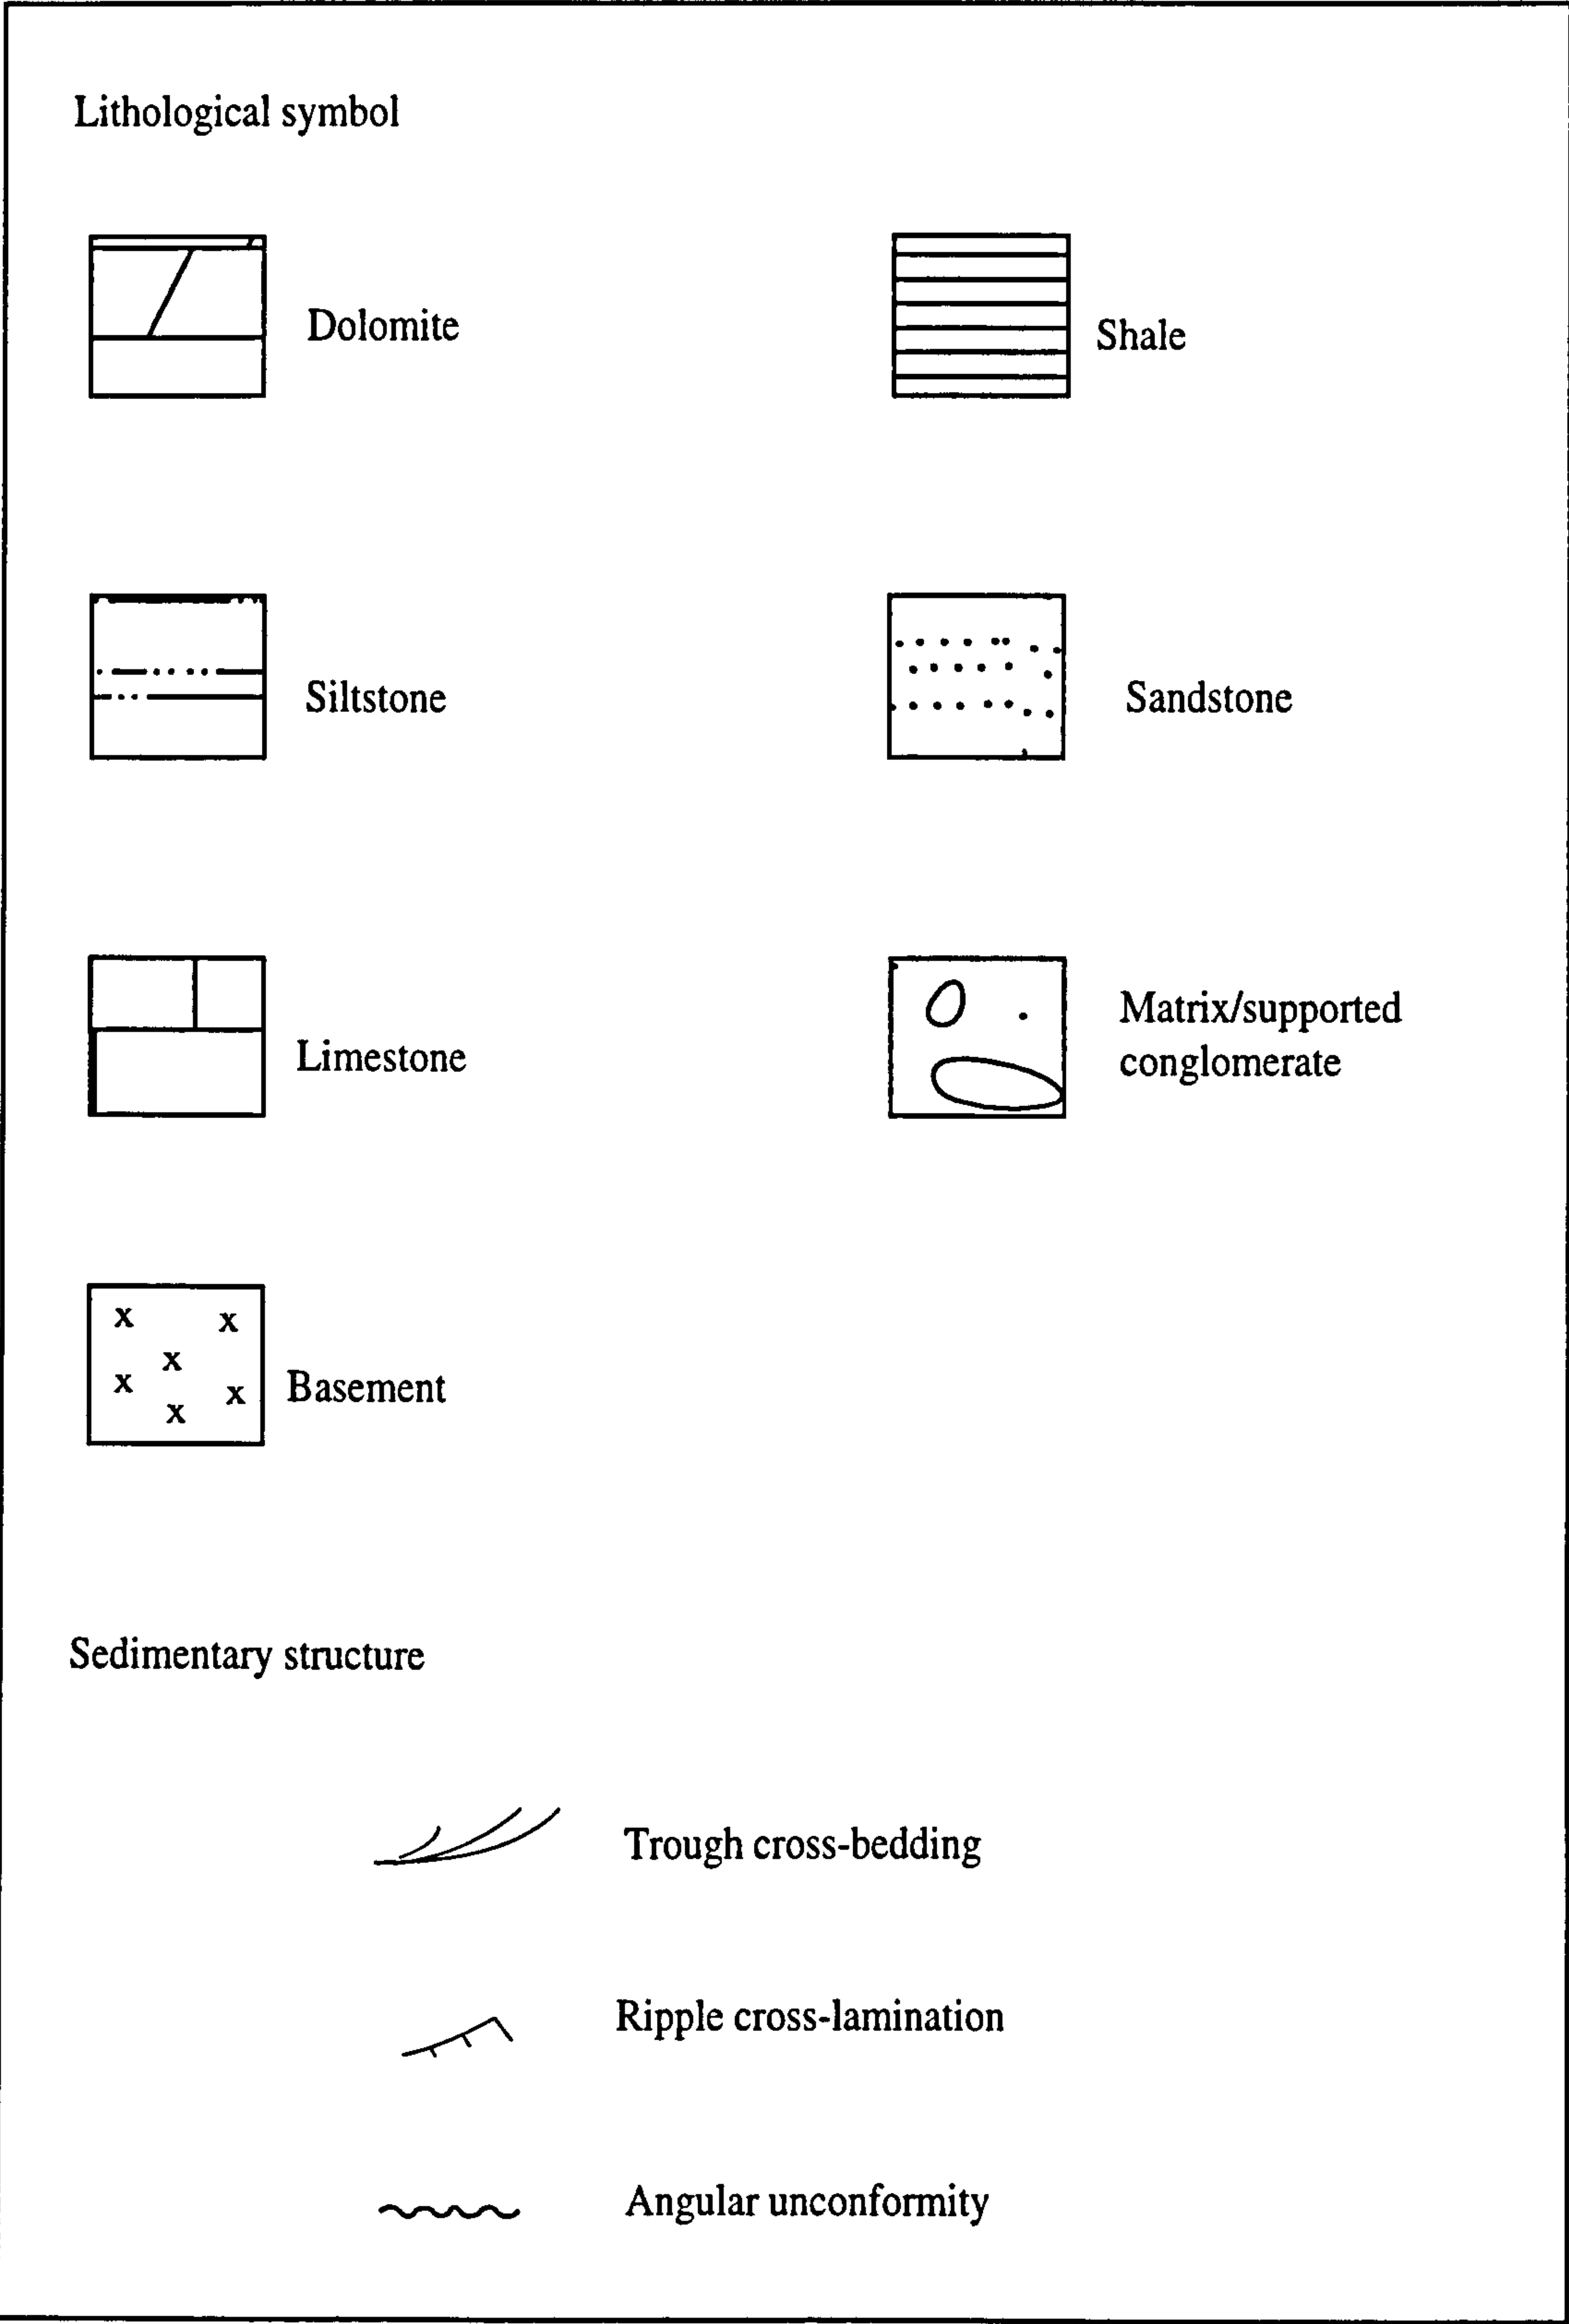 Lithological symbol
Dolomite
Shale
Siltstone
Sandstone
Limestone
Matrix/supported
conglomerate
x x
x
x x
x
Basement
Sedimentary structure
Trough cross-bedding
Ripple cross-lamination
Angular unconformity